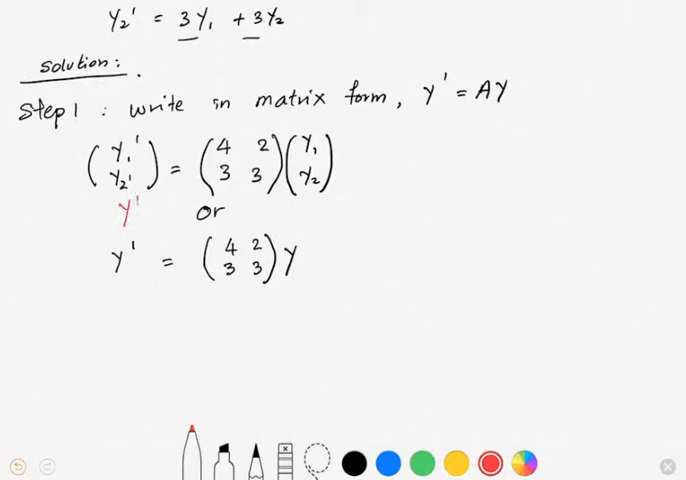 Y₂' = 3Y₁ + 3Y₂
Solution:
Step 1 : write in matrix form, Y' = AY
(Y₁' Y₂') = (4 2 3 3)(Y₁ Y₂)
Y' or
Y' = (4 2 3 3) Y